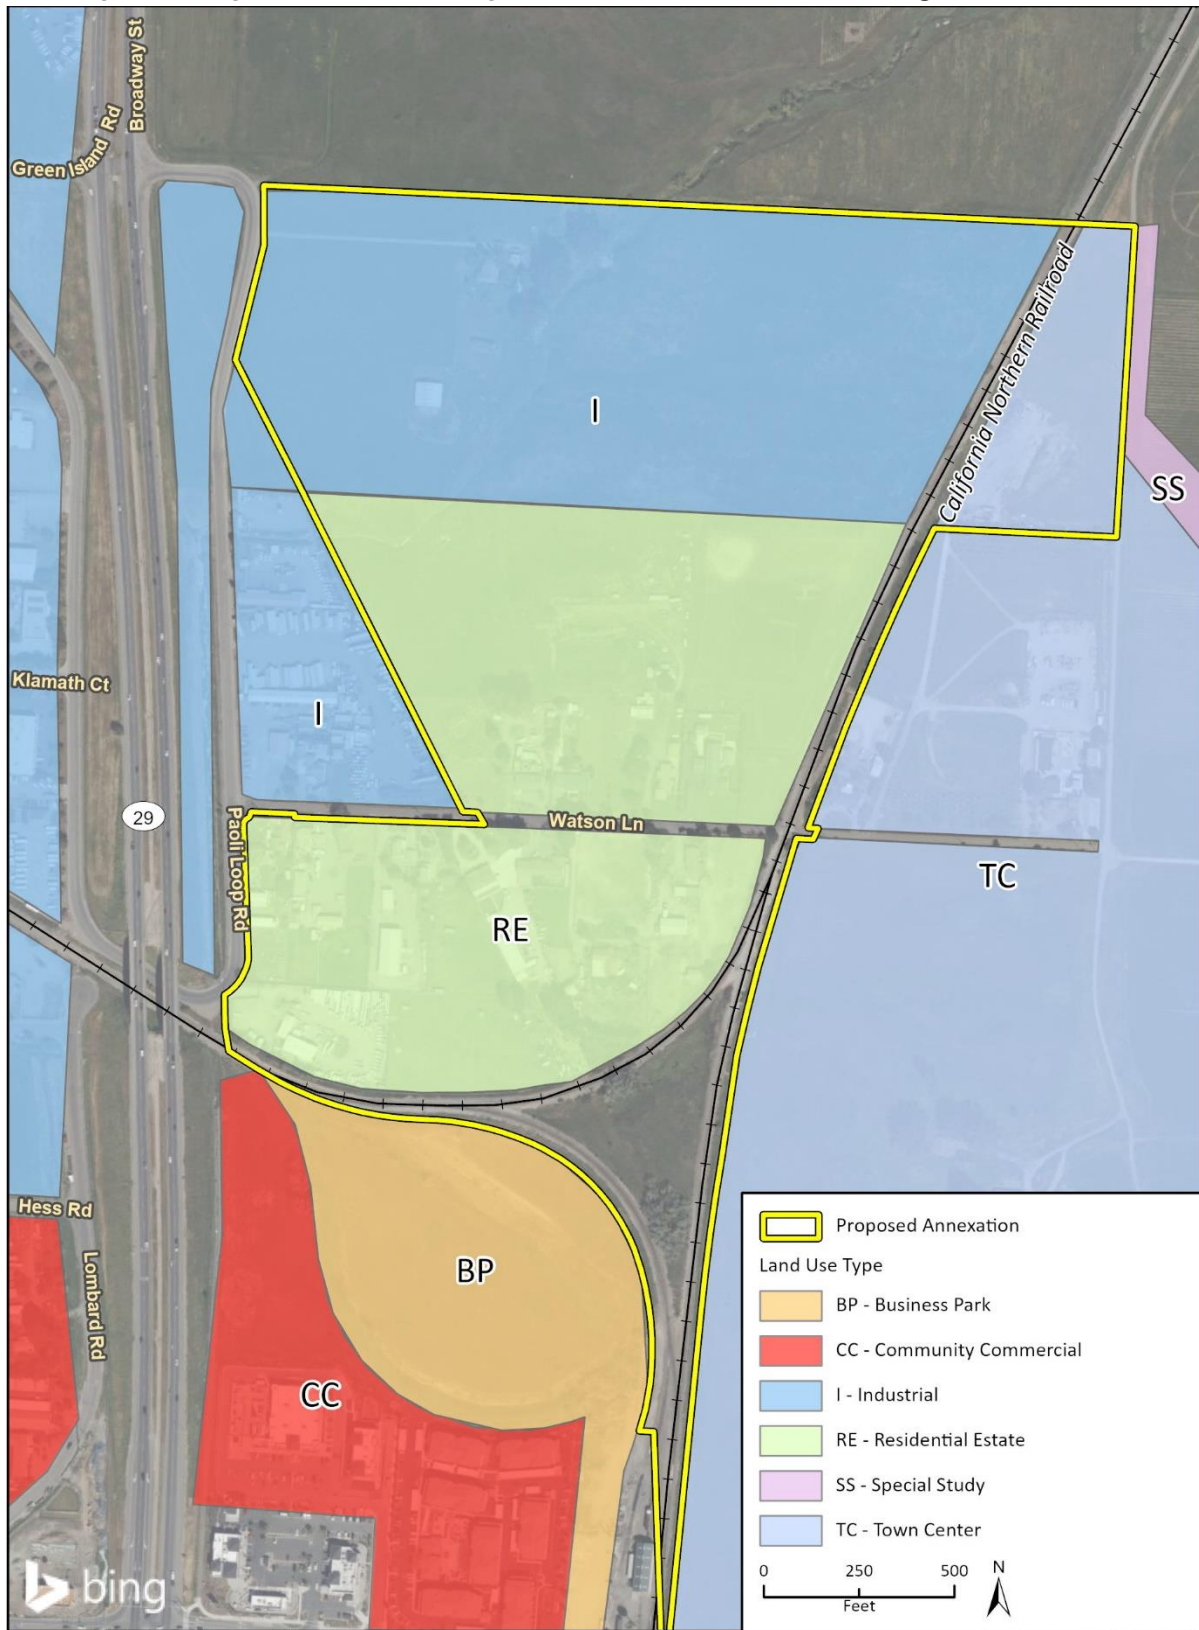 Broadway St
Green Island Rd
California Northern Railroad
I
SS
Klamath Ct
I
29
Paoli Loop Rd
Watson Ln
TC
RE
Hess Rd
Lombard Rd
BP
CC
Proposed Annexation
Land Use Type
BP - Business Park
CC - Community Commercial
I - Industrial
RE - Residential Estate
SS - Special Study
TC - Town Center
0 250 500
Feet
N
bing